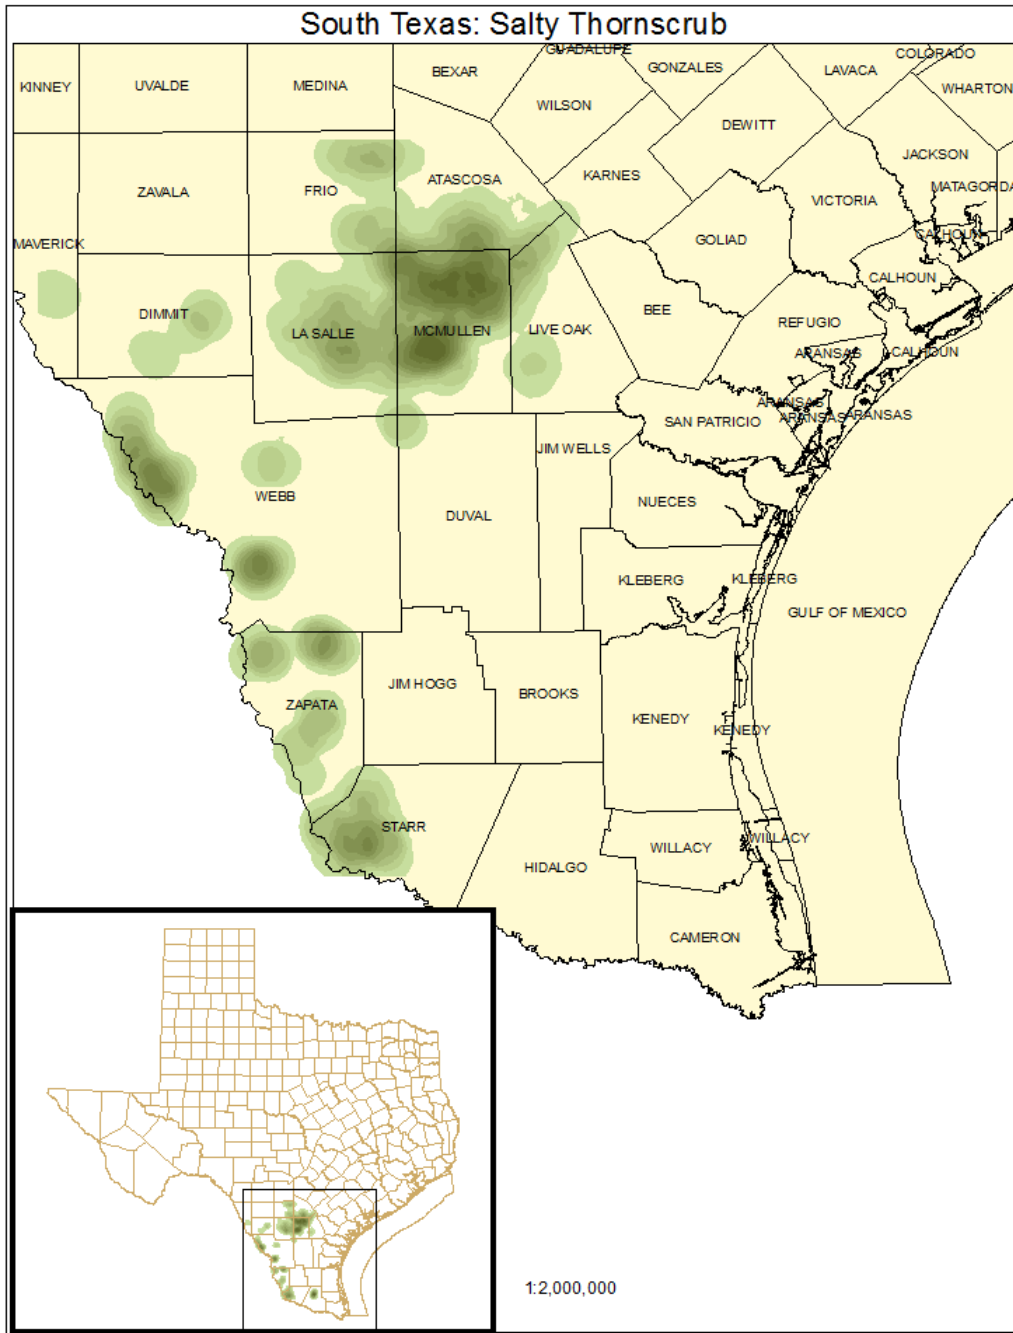 South Texas: Salty Thornscrub
GUADALUPE
COLORADO
BEXAR
GONZALES
LAVACA
KINNEY
UVALDE
MEDINA
WHARTON
WILSON
DEWITT
JACKSON
KARNES
ATASCOSA
MATAGORDA
ZAVALA
FRIO
VICTORIA
CALHOUN
MAVERICK
GOLIAD
CALHOUN
DIMMIT
LA SALLE
MCMULLEN
LIVE OAK
BEE
REFUGIO
ARANSAS
CALHOUN
ARANSAS
SAN PATRICIO
ARANSAS
ARANSAS
JIM WELLS
WEBB
NUECES
DUVAL
KLEBERG
KLEBERG
GULF OF MEXICO
JIM HOGG
BROOKS
ZAPATA
KENEDY
KENEDY
STARR
WILLACY
WILLACY
HIDALGO
CAMERON
1:2,000,000